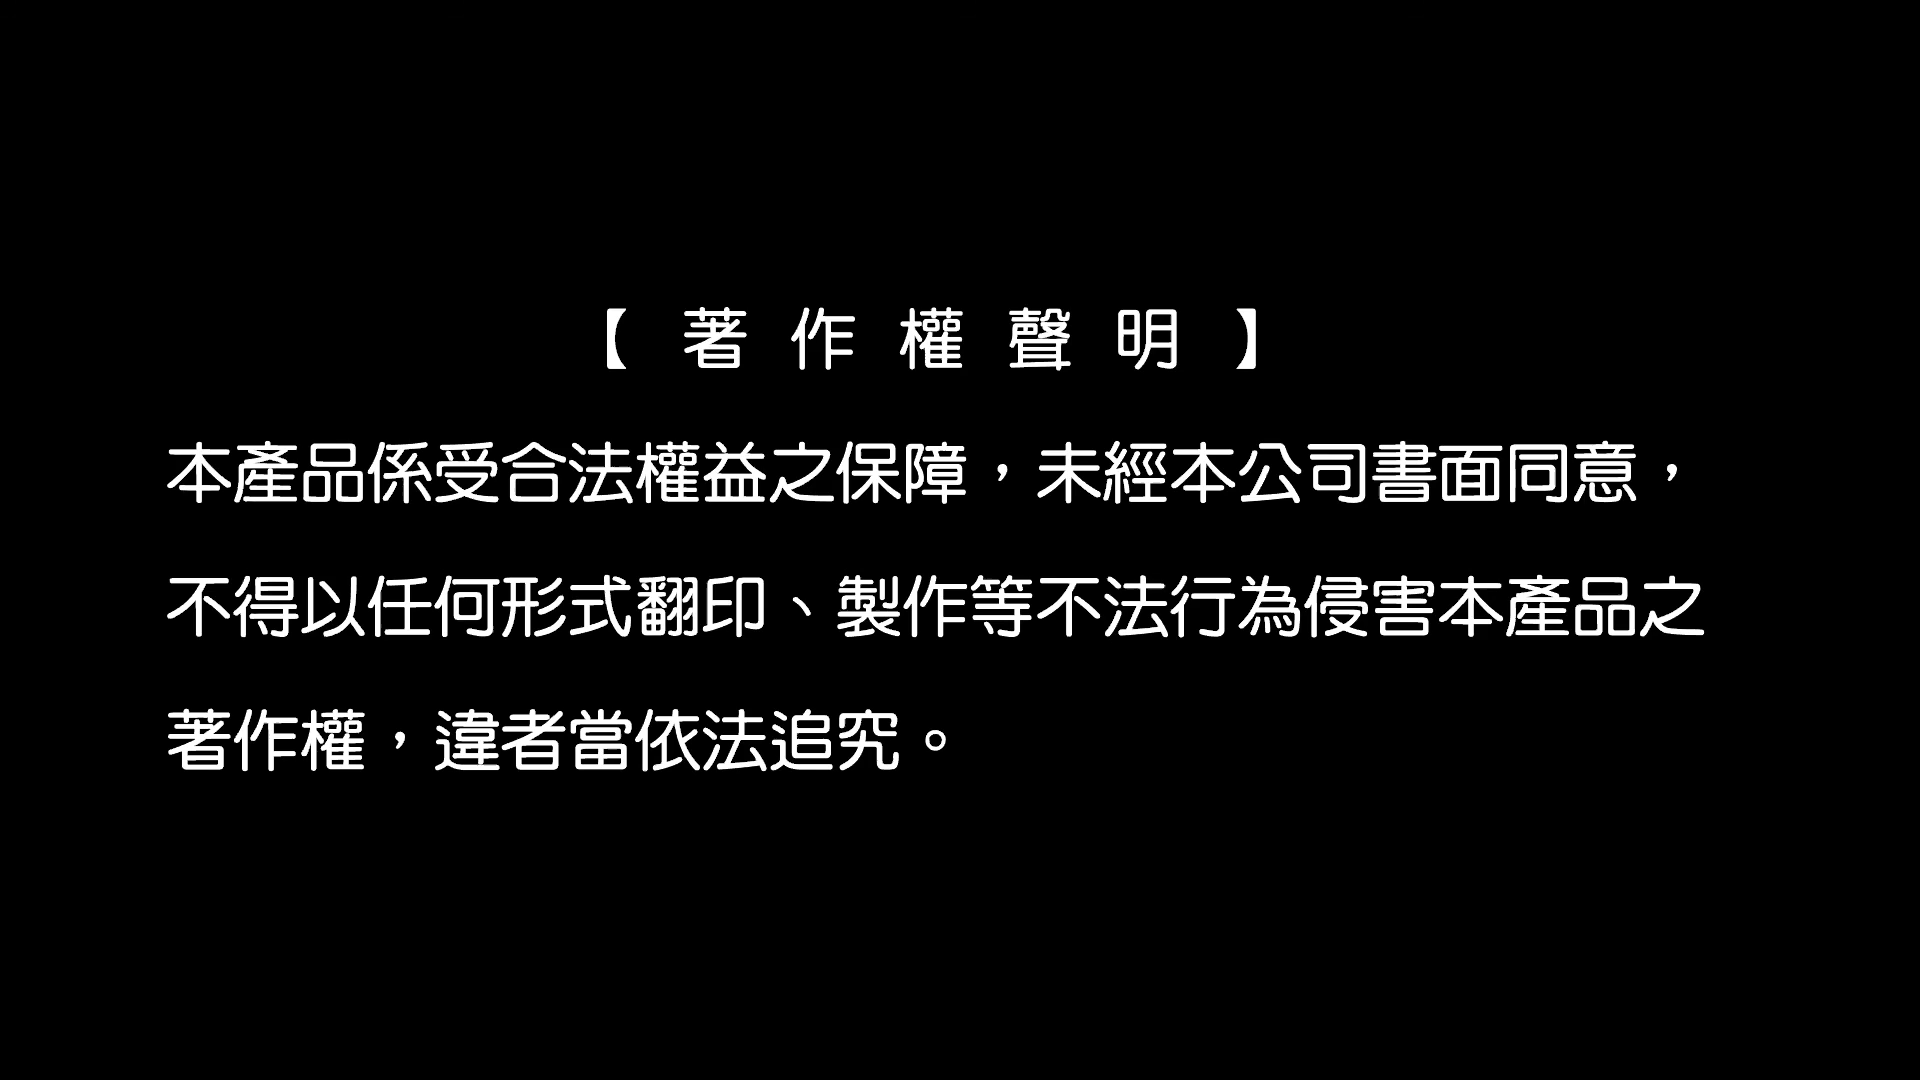 【 著 作 權 聲 明 】
本產品係受合法權益之保障，未經本公司書面同意，
不得以任何形式翻印、製作等不法行為侵害本產品之
著作權，違者當依法追究。